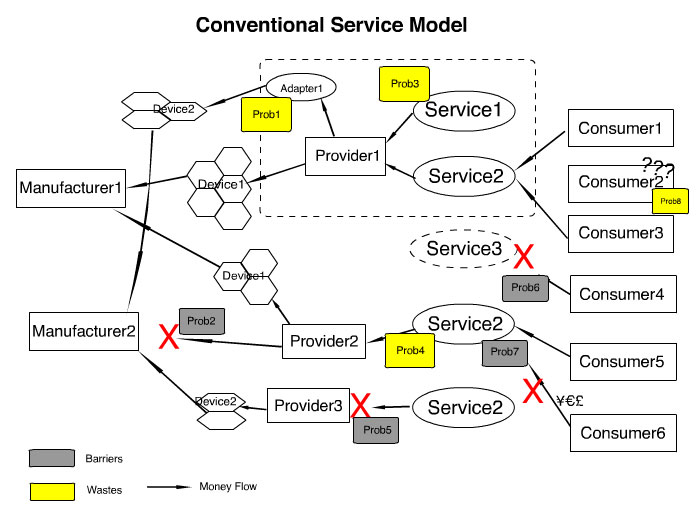 Conventional Service Model
Device2
Adapter1
Prob1
Prob3
Service1
Consumer1
Provider1
Manufacturer1
Device1
Service2
Consumer2
???
Prob8
Consumer3
Service3
Device1
Prob6
Consumer4
Manufacturer2
Prob2
Provider2
Service2
Prob4
Prob7
Consumer5
Device2
Provider3
Prob5
Service2
¥€£
Consumer6
Barriers
Wastes
Money Flow